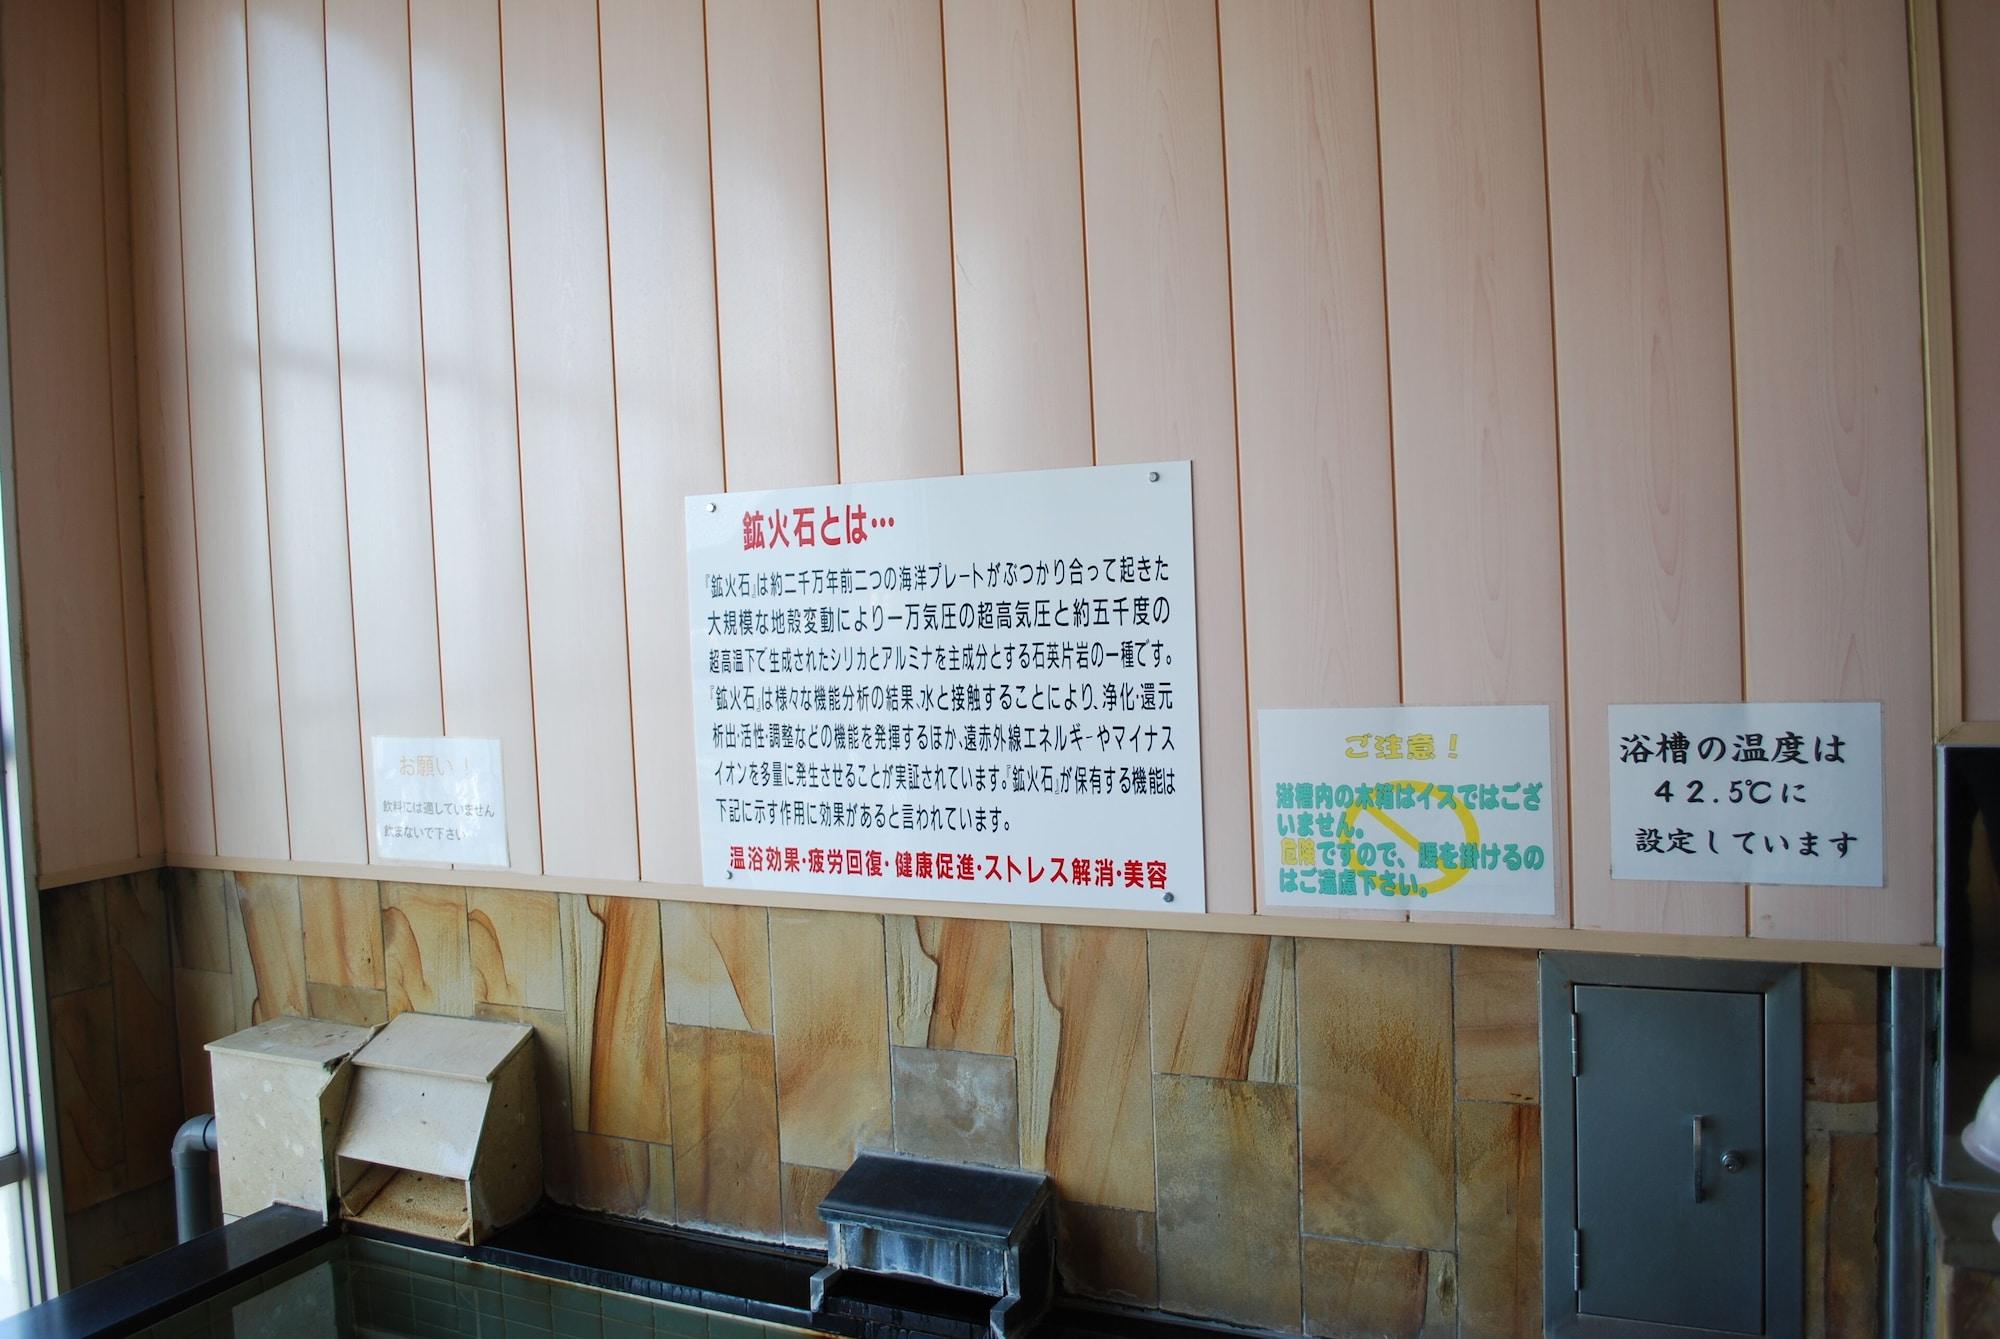 お願い！
飲料には適していません
飲まないで下さい
鉱火石とは…
『鉱火石』は約二千万年前二つの海洋プレートがぶつかり合って起きた
大規模な地殻変動により一万気圧の超高気圧と約五千度の
超高温下で生成されたシリカとアルミナを主成分とする石英片岩の一種です。
『鉱火石』は様々な機能分析の結果、水と接触することにより、浄化・還元
析出・活性・調整などの機能を発揮するほか、遠赤外線エネルギーやマイナス
イオンを多量に発生させることが実証されています。『鉱火石』が保有する機能は
下記に示す作用に効果があると言われています。
温浴効果・疲労回復・健康促進・ストレス解消・美容
ご注意！
浴槽内の木箱はイスではござ
いません。
危険ですので、腰を掛けるの
はご遠慮下さい。
浴槽の温度は
42.5℃に
設定しています